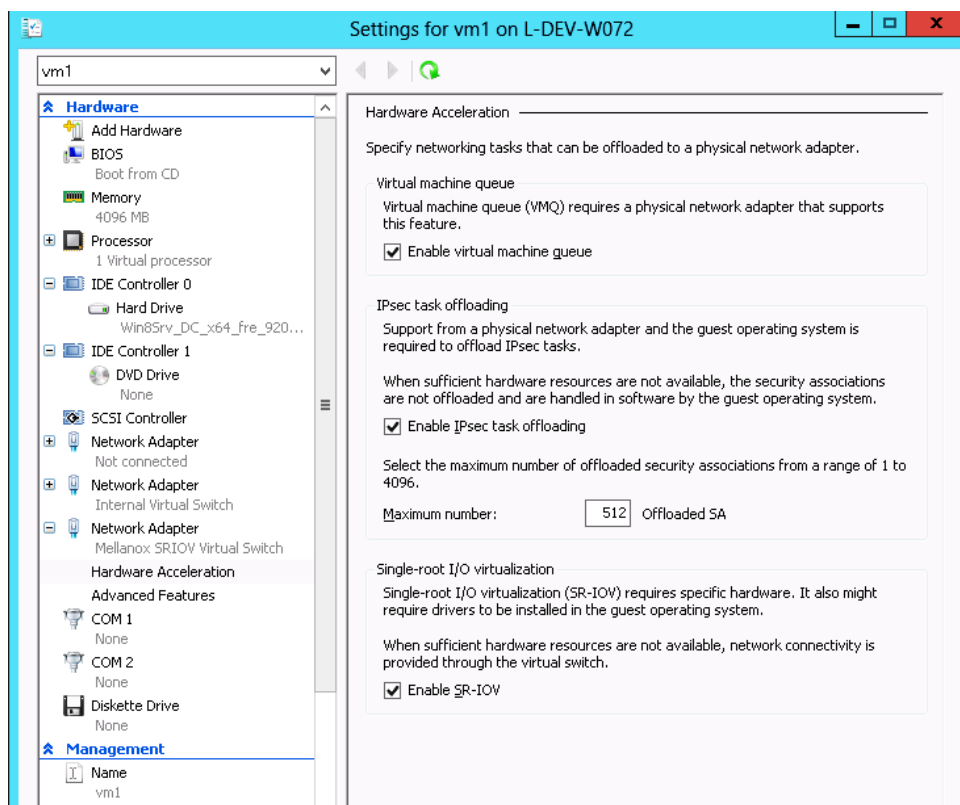 Settings for vm1 on L-DEV-W072
vm1
Hardware
Add Hardware
BIOS
Boot from CD
Memory
4096 MB
Processor
1 Virtual processor
IDE Controller 0
Hard Drive
Win8Srv_DC_x64_fre_920...
IDE Controller 1
DVD Drive
None
SCSI Controller
Network Adapter
Not connected
Network Adapter
Internal Virtual Switch
Network Adapter
Mellanox SRIOV Virtual Switch
Hardware Acceleration
Advanced Features
COM 1
None
COM 2
None
Diskette Drive
None
Management
Name
vm1
Hardware Acceleration
Specify networking tasks that can be offloaded to a physical network adapter.
Virtual machine queue
Virtual machine queue (VMQ) requires a physical network adapter that supports
this feature.
Enable virtual machine queue
IPsec task offloading
Support from a physical network adapter and the guest operating system is
required to offload IPsec tasks.
When sufficient hardware resources are not available, the security associations
are not offloaded and are handled in software by the guest operating system.
Enable IPsec task offloading
Select the maximum number of offloaded security associations from a range of 1 to
4096.
Maximum number: 512 Offloaded SA
Single-root I/O virtualization
Single-root I/O virtualization (SR-IOV) requires specific hardware. It also might
require drivers to be installed in the guest operating system.
When sufficient hardware resources are not available, network connectivity is
provided through the virtual switch.
Enable SR-IOV